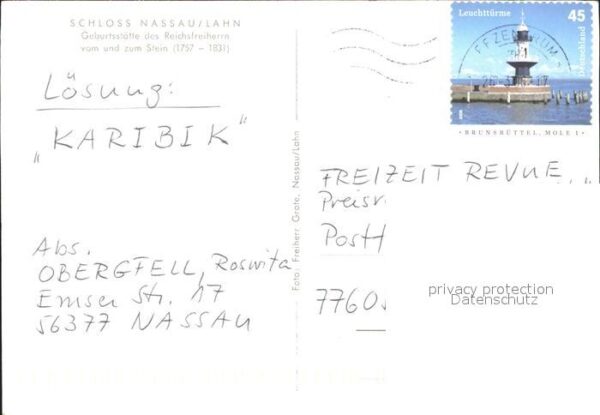 SCHLOSS NASSAU/LAHN
Geburtsstätte des Reichsfreiherrn
vom und zum Stein (1757 – 1831)
Lösung:
„KARIBIK"
Abs.
OBERGFELL, Roswita
Emser Str. 17
56377 NASSAU
Foto: Freiherr Grote, Nassau/Lahn
Leuchttürme
45
Deutschland
BRIEFZENTRUM
• BRUNSBÜTTEL, MOLE 1 •
FREIZEIT REVUE „
Preisr
Postf
7760
privacy protection
Datenschutz